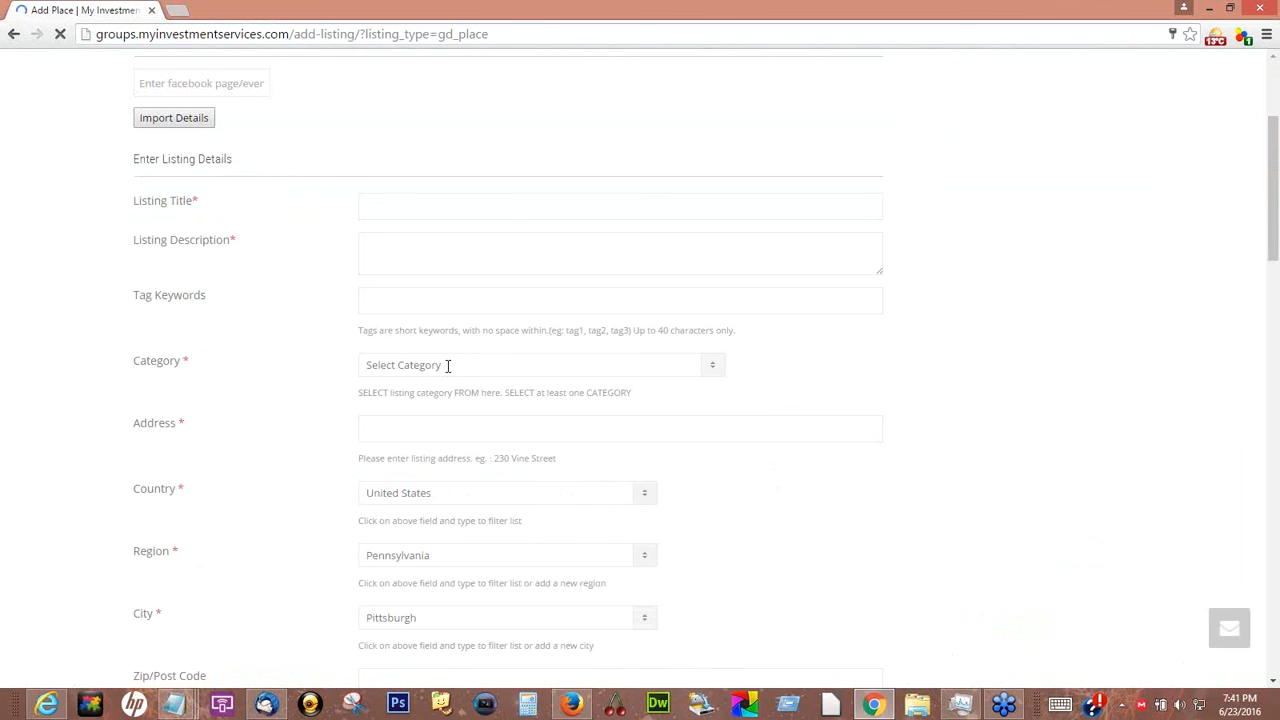 Add Place | My Investmen
groups.myinvestmentservices.com/add-listing/?listing_type=gd_place
13°C
1
Enter facebook page/ever
Import Details
Enter Listing Details
Listing Title*
Listing Description*
Tag Keywords
Tags are short keywords, with no space within.(eg: tag1, tag2, tag3) Up to 40 characters only.
Category *
Select Category
SELECT listing category FROM here. SELECT at least one CATEGORY
Address *
Please enter listing address. eg. : 230 Vine Street
Country *
United States
Click on above field and type to filter list
Region *
Pennsylvania
Click on above field and type to filter list or add a new region
City *
Pittsburgh
Click on above field and type to filter list or add a new city
Zip/Post Code
hp
Ps
Dw
7:41 PM
6/23/2016